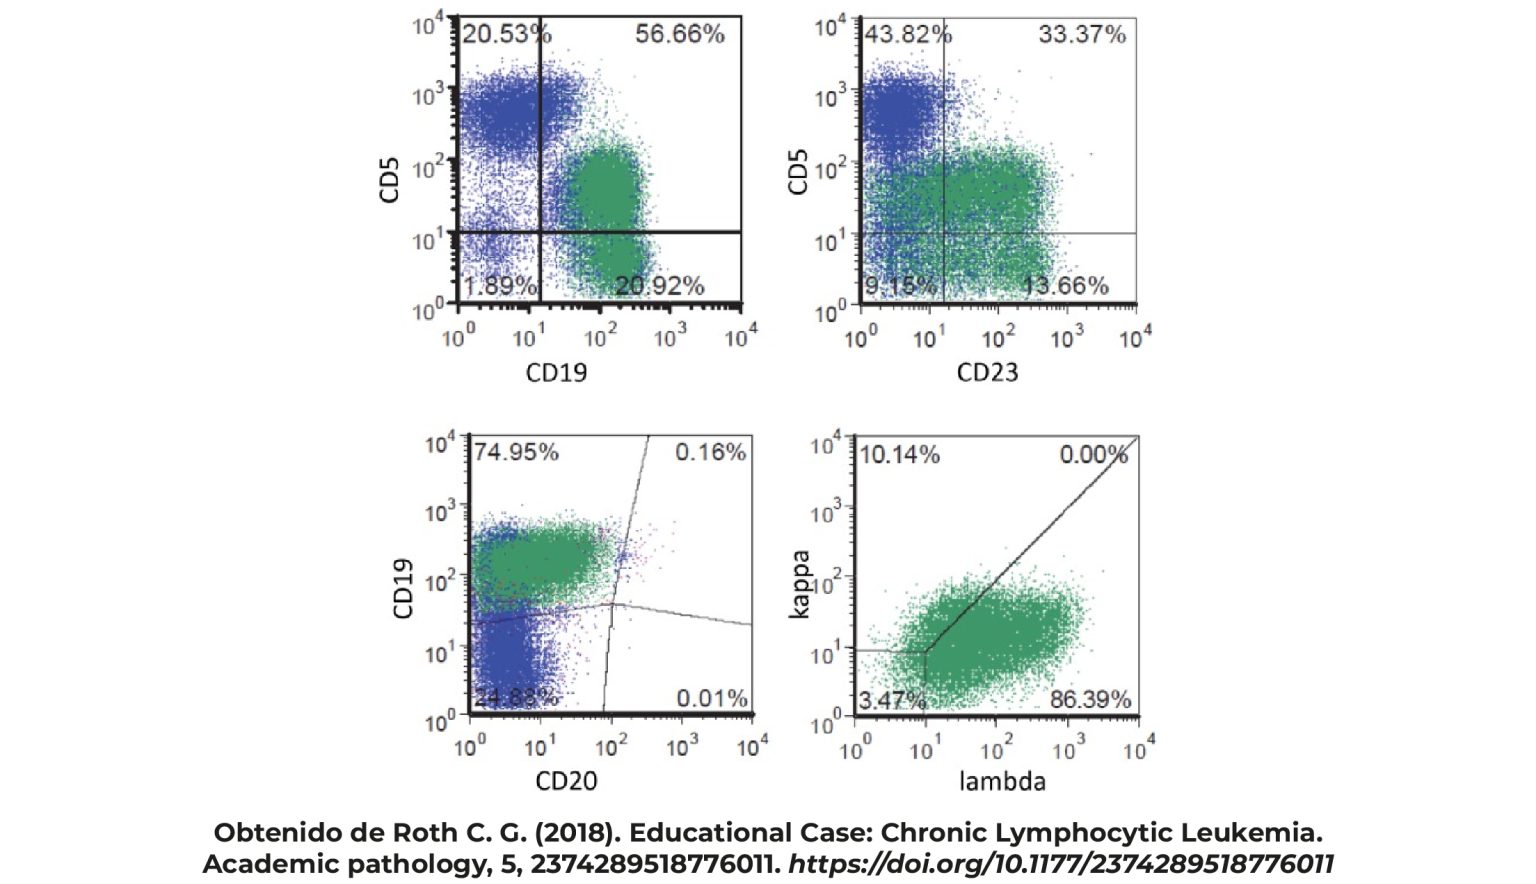 10⁴ 20.53% 56.66%
10³
10²
10¹
10⁰ 1.89% 20.92%
CD5
10⁰ 10¹ 10² 10³ 10⁴
CD19
10⁴ 43.82% 33.37%
10³
10²
10¹
10⁰ 9.15% 13.66%
CD5
10⁰ 10¹ 10² 10³ 10⁴
CD23
10⁴ 74.95% 0.16%
10³
10²
10¹
10⁰ 24.88% 0.01%
CD19
10⁰ 10¹ 10² 10³ 10⁴
CD20
10⁴ 10.14% 0.00%
10³
10²
10¹
10⁰ 3.47% 86.39%
kappa
10⁰ 10¹ 10² 10³ 10⁴
lambda
Obtenido de Roth C. G. (2018). Educational Case: Chronic Lymphocytic Leukemia.
Academic pathology, 5, 2374289518776011. https://doi.org/10.1177/2374289518776011